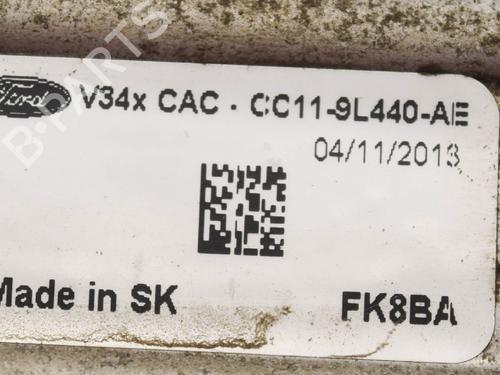 Ford V34x CAC - CC11-9L440-AE
04/11/2013
Made in SK FK8BA
B-PARTS